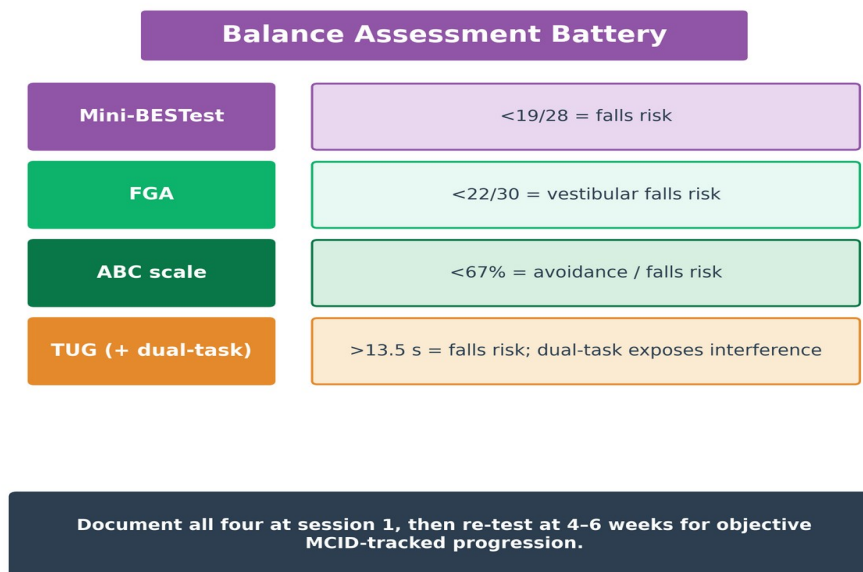 Balance Assessment Battery
Mini-BESTest
<19/28 = falls risk
FGA
<22/30 = vestibular falls risk
ABC scale
<67% = avoidance / falls risk
TUG (+ dual-task)
>13.5 s = falls risk; dual-task exposes interference
Document all four at session 1, then re-test at 4–6 weeks for objective
MCID-tracked progression.